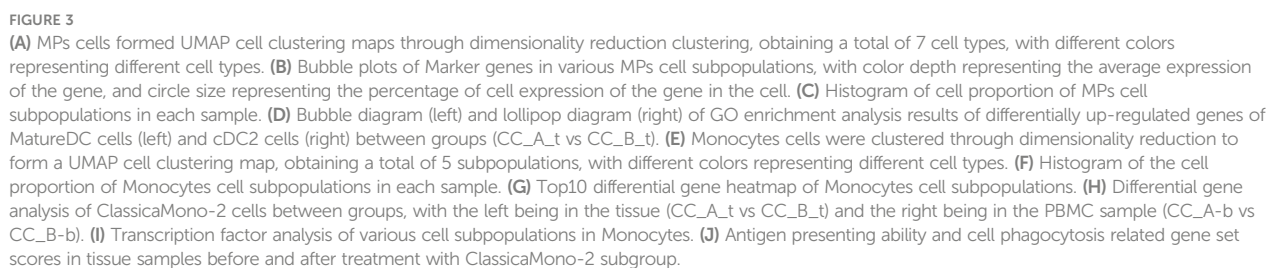 FIGURE 3
(A) MPs cells formed UMAP cell clustering maps through dimensionality reduction clustering, obtaining a total of 7 cell types, with different colors
representing different cell types. (B) Bubble plots of Marker genes in various MPs cell subpopulations, with color depth representing the average expression
of the gene, and circle size representing the percentage of cell expression of the gene in the cell. (C) Histogram of cell proportion of MPs cell
subpopulations in each sample. (D) Bubble diagram (left) and lollipop diagram (right) of GO enrichment analysis results of differentially up-regulated genes of
MatureDC cells (left) and cDC2 cells (right) between groups (CC_A_t vs CC_B_t). (E) Monocytes cells were clustered through dimensionality reduction to
form a UMAP cell clustering map, obtaining a total of 5 subpopulations, with different colors representing different cell types. (F) Histogram of the cell
proportion of Monocytes cell subpopulations in each sample. (G) Top10 differential gene heatmap of Monocytes cell subpopulations. (H) Differential gene
analysis of ClassicaMono-2 cells between groups, with the left being in the tissue (CC_A_t vs CC_B_t) and the right being in the PBMC sample (CC_A-b vs
CC_B-b). (I) Transcription factor analysis of various cell subpopulations in Monocytes. (J) Antigen presenting ability and cell phagocytosis related gene set
scores in tissue samples before and after treatment with ClassicaMono-2 subgroup.